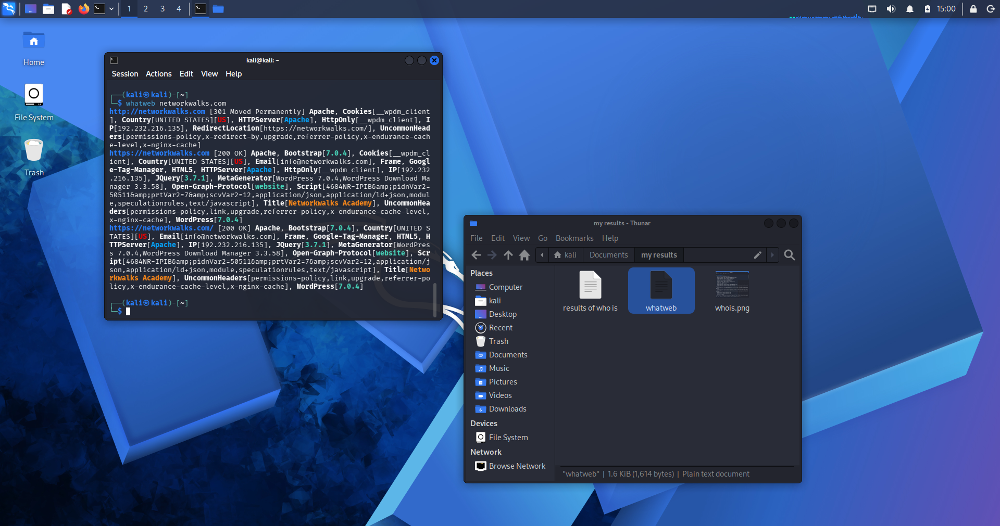 1 2 3 4
15:00
Home
File System
Trash
kali@kali: ~
Session Actions Edit View Help
┌──(kali㉿kali)-[~]
└─$ whatweb networkwalks.com
http://networkwalks.com [301 Moved Permanently] Apache, Cookies[__wpdm_client
], Country[UNITED STATES][US], HTTPServer[Apache], HttpOnly[__wpdm_client], I
P[192.232.216.135], RedirectLocation[https://networkwalks.com/], UncommonHead
ers[permissions-policy,x-redirect-by,upgrade,referrer-policy,x-endurance-cach
e-level,x-nginx-cache]
https://networkwalks.com [200 OK] Apache, Bootstrap[7.0.4], Cookies[__wpdm_cl
ient], Country[UNITED STATES][US], Email[info@networkwalks.com], Frame, Googl
e-Tag-Manager, HTML5, HTTPServer[Apache], HttpOnly[__wpdm_client], IP[192.232
.216.135], JQuery[3.7.1], MetaGenerator[WordPress 7.0.4,WordPress Download Ma
nager 3.3.58], Open-Graph-Protocol[website], Script[4684NR-IPIB&amp;pidnVar2=
50511&amp;prtVar2=7&amp;scvVar2=12,application/json,application/ld+json,modul
e,speculationrules,text/javascript], Title[Networkwalks Academy], UncommonHea
ders[permissions-policy,link,upgrade,referrer-policy,x-endurance-cache-level,
x-nginx-cache], WordPress[7.0.4]
https://networkwalks.com/ [200 OK] Apache, Bootstrap[7.0.4], Country[UNITED S
TATES][US], Email[info@networkwalks.com], Frame, Google-Tag-Manager, HTML5, H
TTPServer[Apache], IP[192.232.216.135], JQuery[3.7.1], MetaGenerator[WordPres
s 7.0.4,WordPress Download Manager 3.3.58], Open-Graph-Protocol[website], Scr
ipt[4684NR-IPIB&amp;pidnVar2=50511&amp;prtVar2=7&amp;scvVar2=12,application/j
son,application/ld+json,module,speculationrules,text/javascript], Title[Netwo
rkwalks Academy], UncommonHeaders[permissions-policy,link,upgrade,referrer-po
licy,x-endurance-cache-level,x-nginx-cache], WordPress[7.0.4]
┌──(kali㉿kali)-[~]
└─$
my results - Thunar
File Edit View Go Bookmarks Help
kali Documents my results
Places
Computer
kali
Desktop
Recent
Trash
Documents
Music
Pictures
Videos
Downloads
Devices
File System
Network
Browse Network
results of who is
whatweb
whois.png
"whatweb" | 1.6 KiB (1,614 bytes) | Plain text document